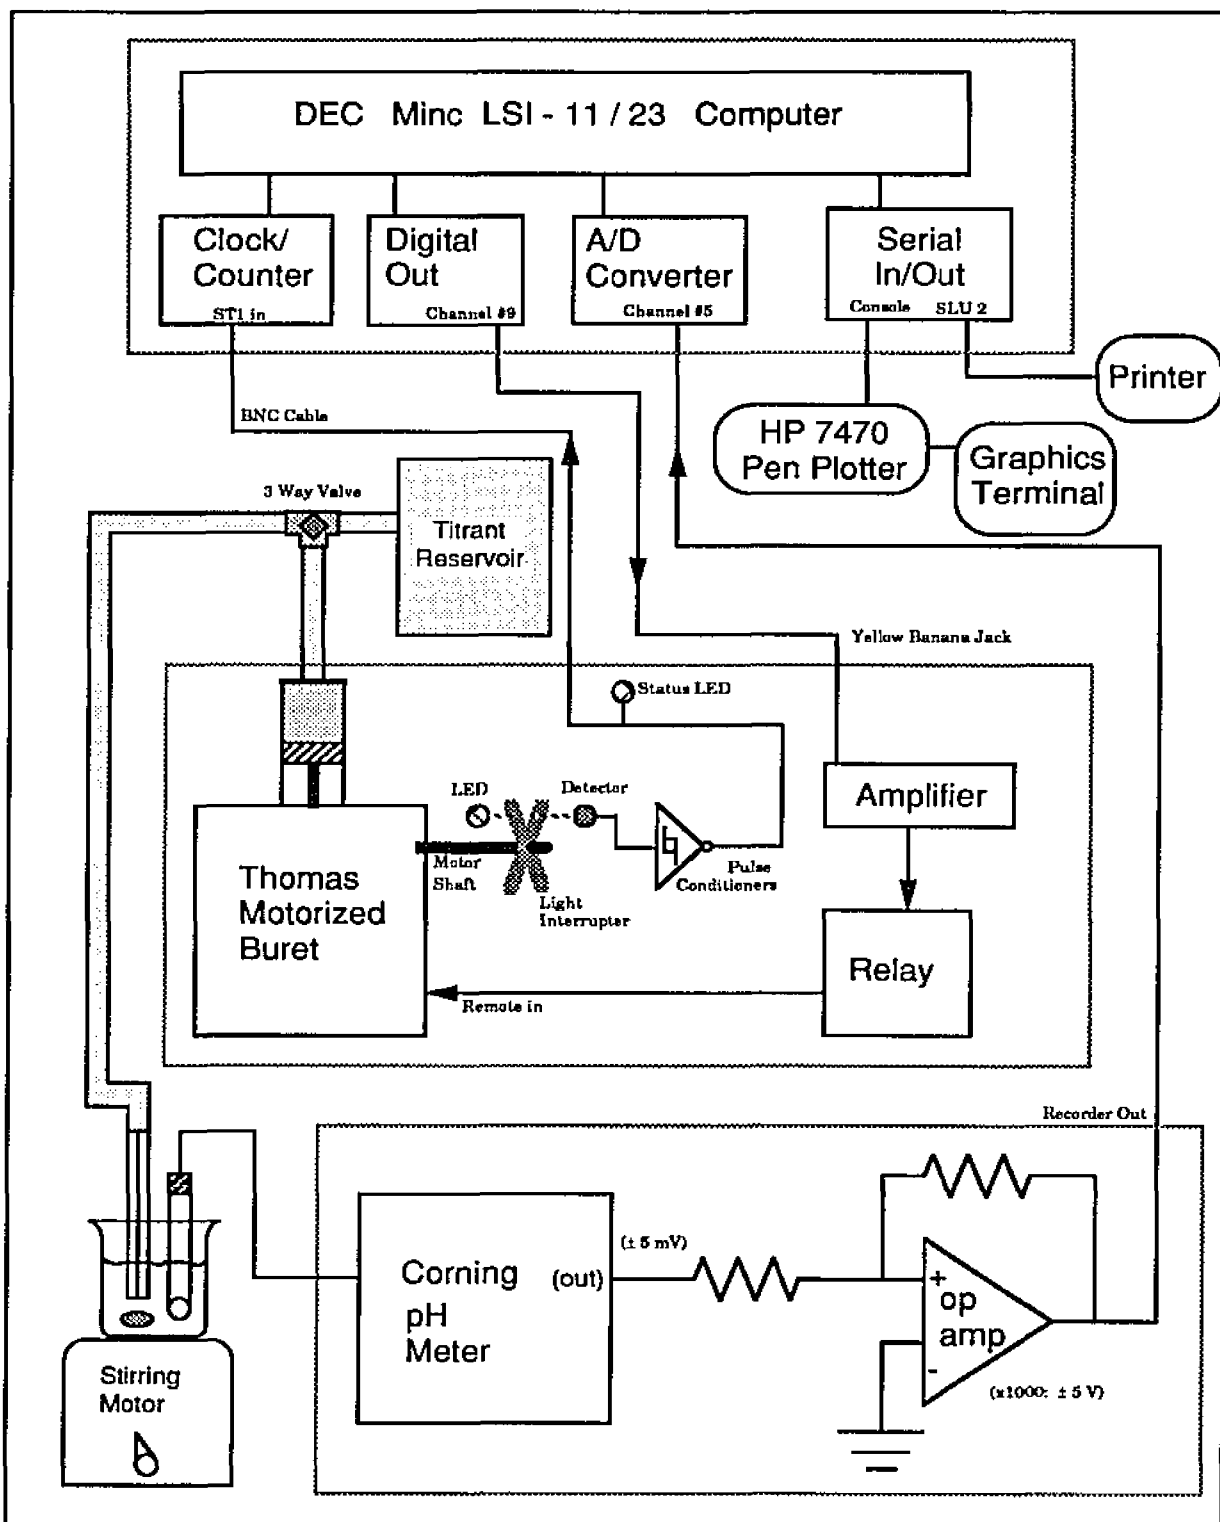 DEC Minc LSI - 11 / 23 Computer
Clock/
Counter
ST1 in
Digital
Out
Channel #9
A/D
Converter
Channel #5
Serial
In/Out
Console SLU 2
Printer
BNC Cable
HP 7470
Pen Plotter
Graphics
Terminal
3 Way Valve
Titrant
Reservoir
Yellow Banana Jack
Status LED
LED
Detector
Amplifier
Motor
Shaft
Light
Interrupter
Pulse
Conditioners
Thomas
Motorized
Buret
Relay
Remote in
Recorder Out
Corning
pH
Meter
(out)
(± 5 mV)
+
op
amp
-
(x1000: ± 5 V)
Stirring
Motor